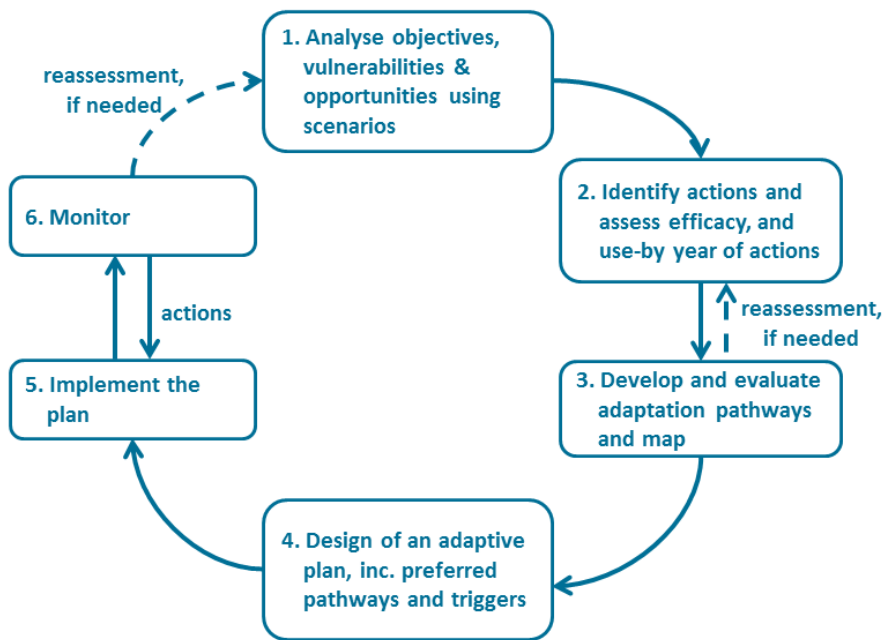 1. Analyse objectives,
vulnerabilities &
opportunities using
scenarios
reassessment,
if needed
2. Identify actions and
assess efficacy, and
use-by year of actions
6. Monitor
actions
reassessment,
if needed
5. Implement the
plan
3. Develop and evaluate
adaptation pathways
and map
4. Design of an adaptive
plan, inc. preferred
pathways and triggers